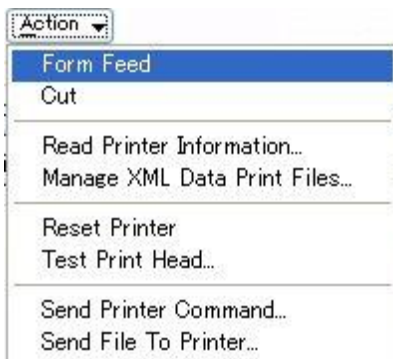 Action
Form Feed
Cut
Read Printer Information...
Manage XML Data Print Files...
Reset Printer
Test Print Head...
Send Printer Command...
Send File To Printer...